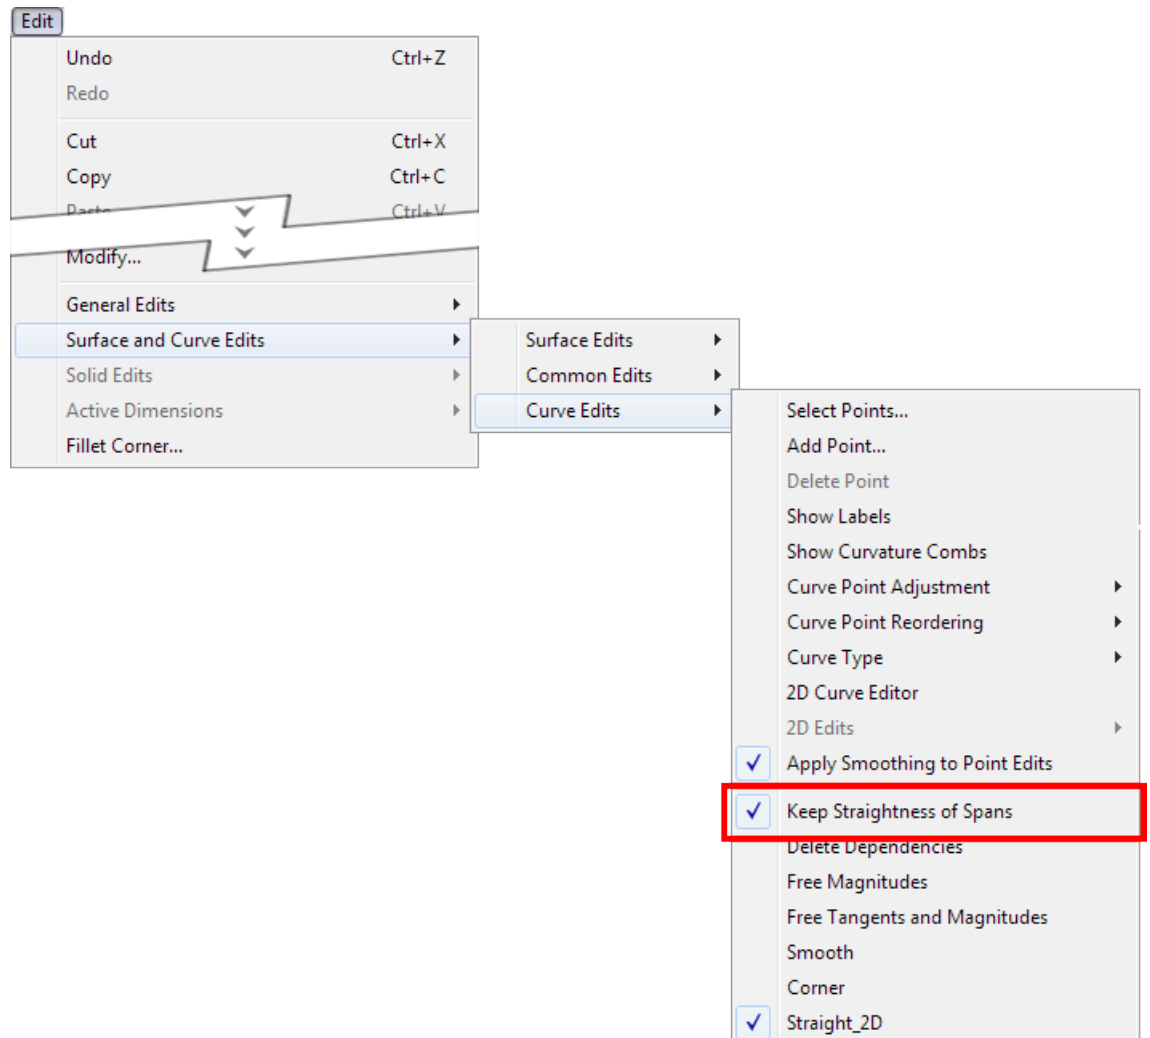 Edit
Undo Ctrl+Z
Redo
Cut Ctrl+X
Copy Ctrl+C
Paste Ctrl+V
Modify...
General Edits
Surface and Curve Edits
Solid Edits
Active Dimensions
Fillet Corner...
Surface Edits
Common Edits
Curve Edits
Select Points...
Add Point...
Delete Point
Show Labels
Show Curvature Combs
Curve Point Adjustment
Curve Point Reordering
Curve Type
2D Curve Editor
2D Edits
Apply Smoothing to Point Edits
Keep Straightness of Spans
Delete Dependencies
Free Magnitudes
Free Tangents and Magnitudes
Smooth
Corner
Straight_2D